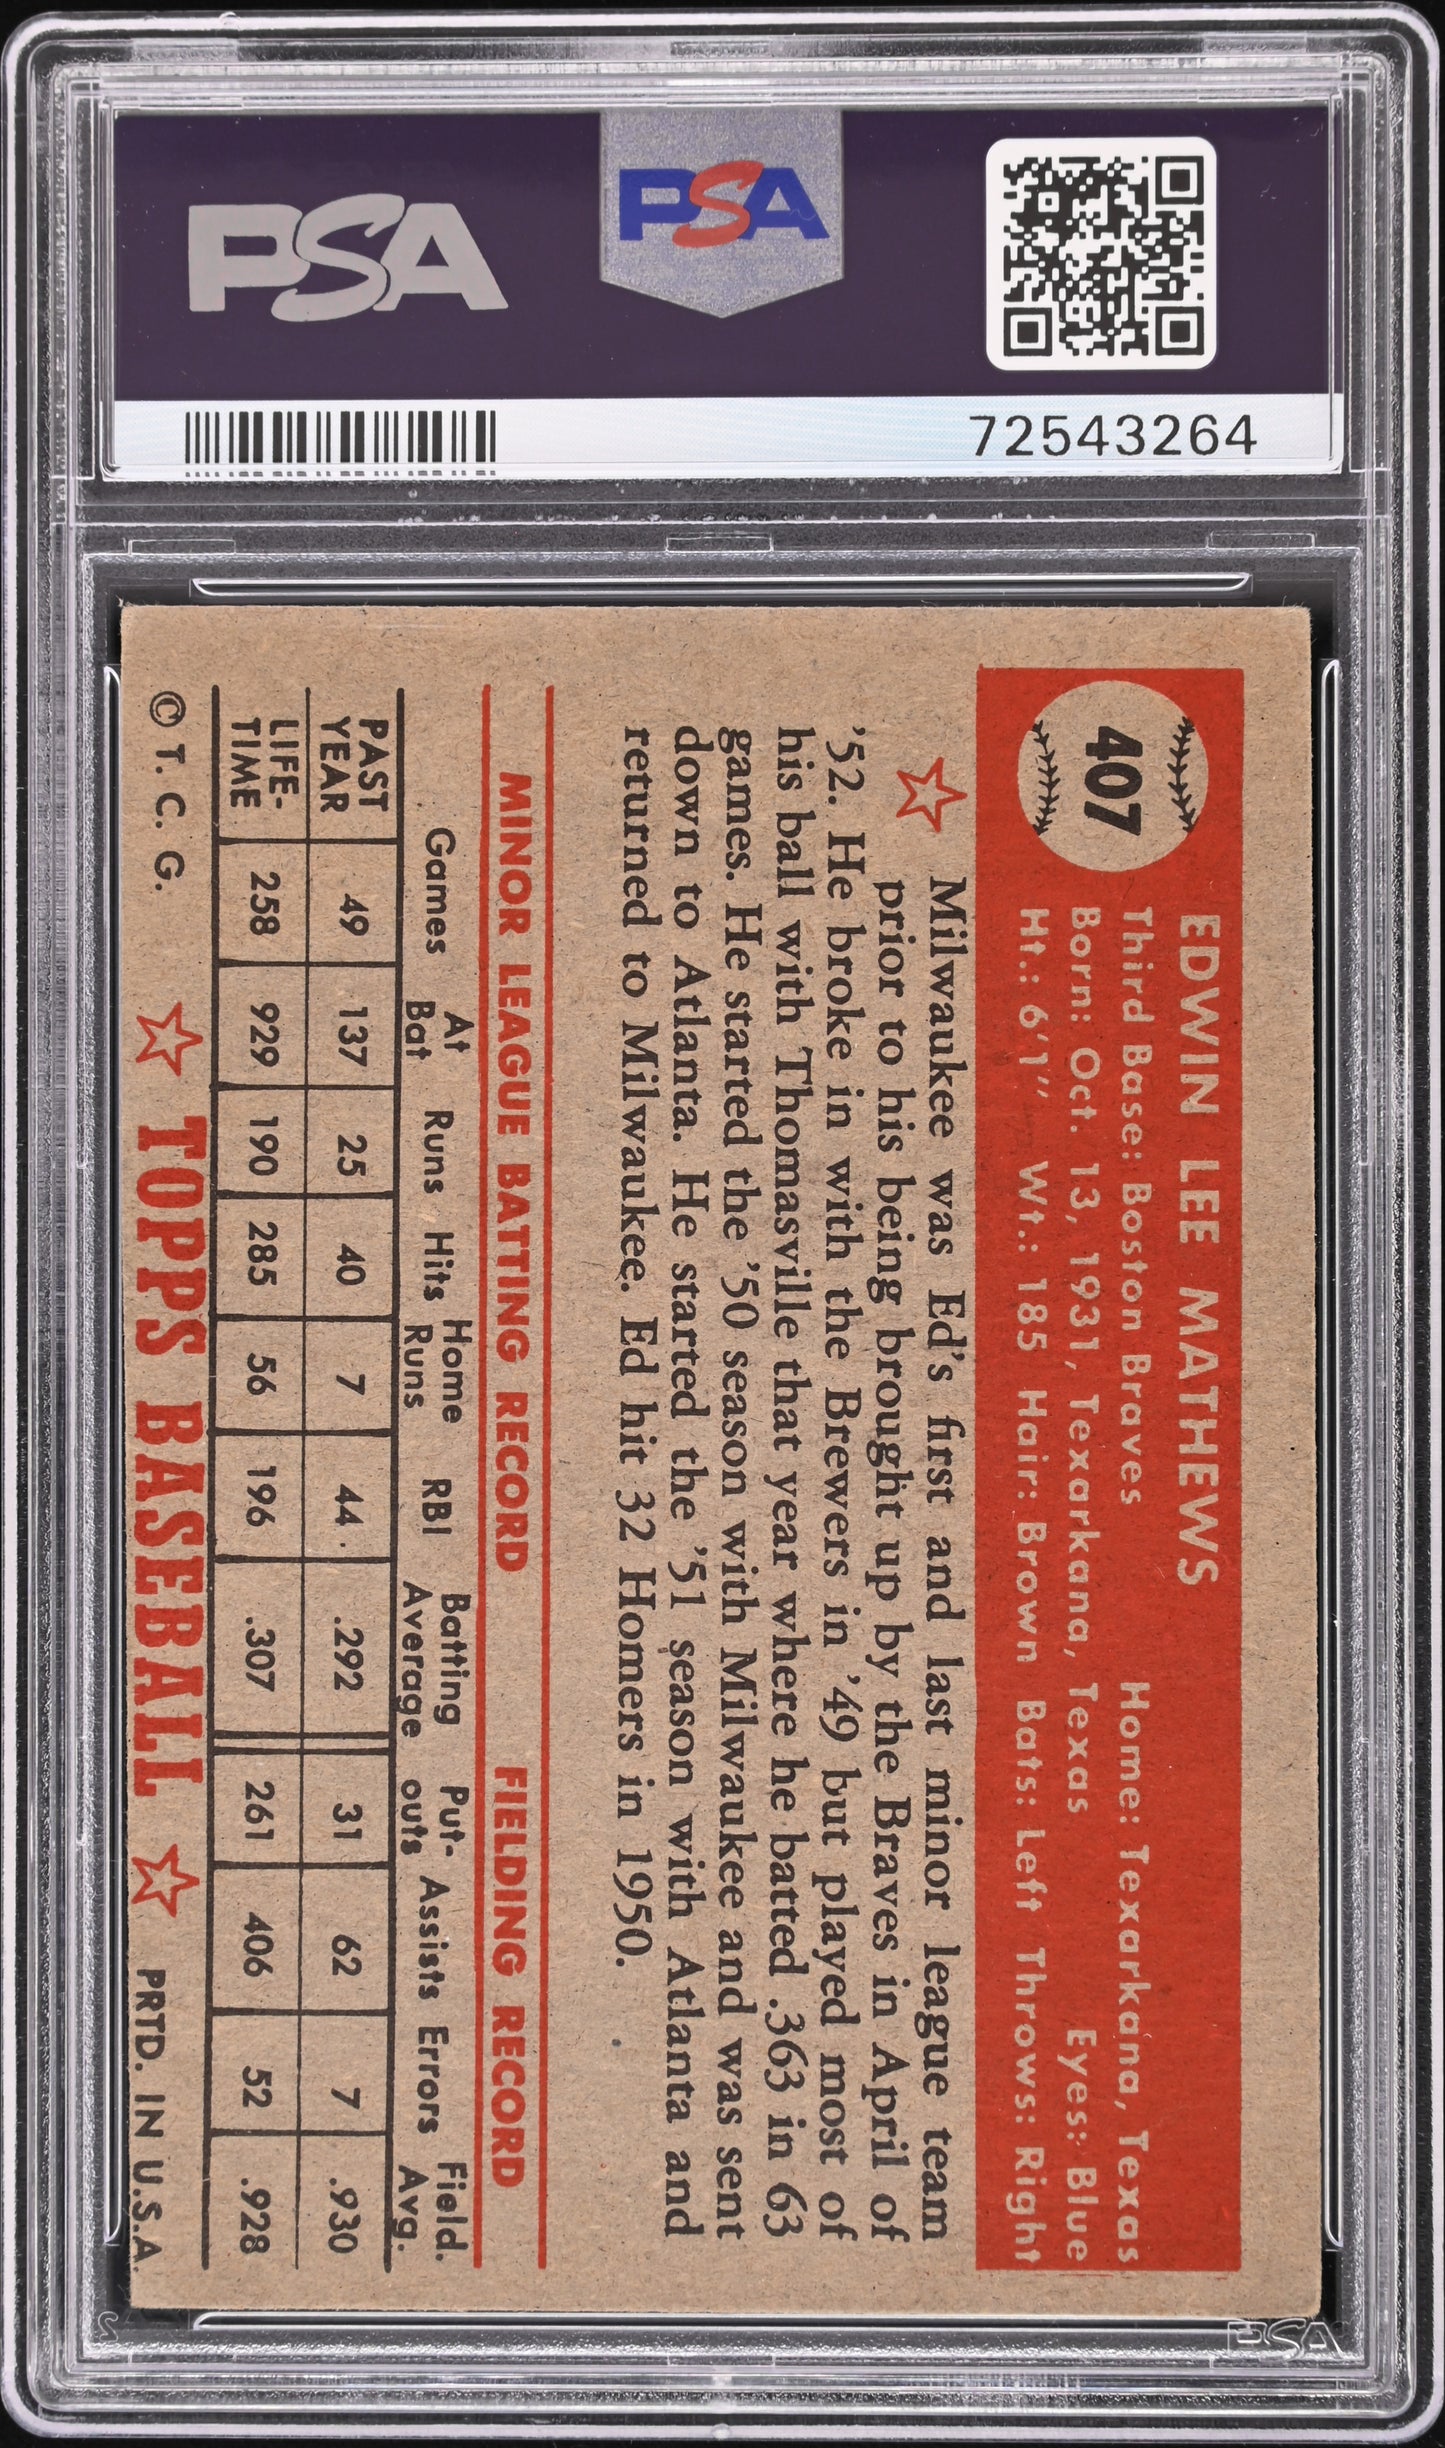 PSA
PSA
72543264
407
EDWIN LEE MATHEWS
Third Base: Boston Braves Home: Texarkana, Texas
Born: Oct. 13, 1931, Texarkana, Texas Eyes: Blue
Ht.: 6'1" Wt.: 185 Hair: Brown Bats: Left Throws: Right
Milwaukee was Ed's first and last minor league team
prior to his being brought up by the Braves in April of
'52. He broke in with the Brewers in '49 but played most of
his ball with Thomasville that year where he batted .363 in 63
games. He started the '50 season with Milwaukee and was sent
down to Atlanta. He started the '51 season with Atlanta and
returned to Milwaukee. Ed hit 32 Homers in 1950.
MINOR LEAGUE BATTING RECORD FIELDING RECORD
Games At Bat Runs Hits Home Runs RBI Batting Average Put-outs Assists Errors Field. Avg.
PAST YEAR 49 137 25 40 7 44 .292 31 62 7 .930
LIFE-TIME 258 929 190 285 56 196 .307 261 406 52 .928
© T. C. G. TOPPS BASEBALL PRTD. IN U.S.A.
PSA